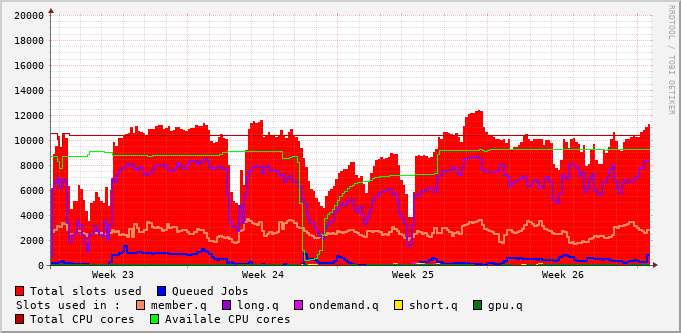 20000
18000
16000
14000
12000
10000
8000
6000
4000
2000
0
Week 23 Week 24 Week 25 Week 26
Total slots used Queued Jobs
Slots used in : member.q long.q ondemand.q short.q gpu.q
Total CPU cores Availale CPU cores
RRDTOOL / TOBI OETIKER